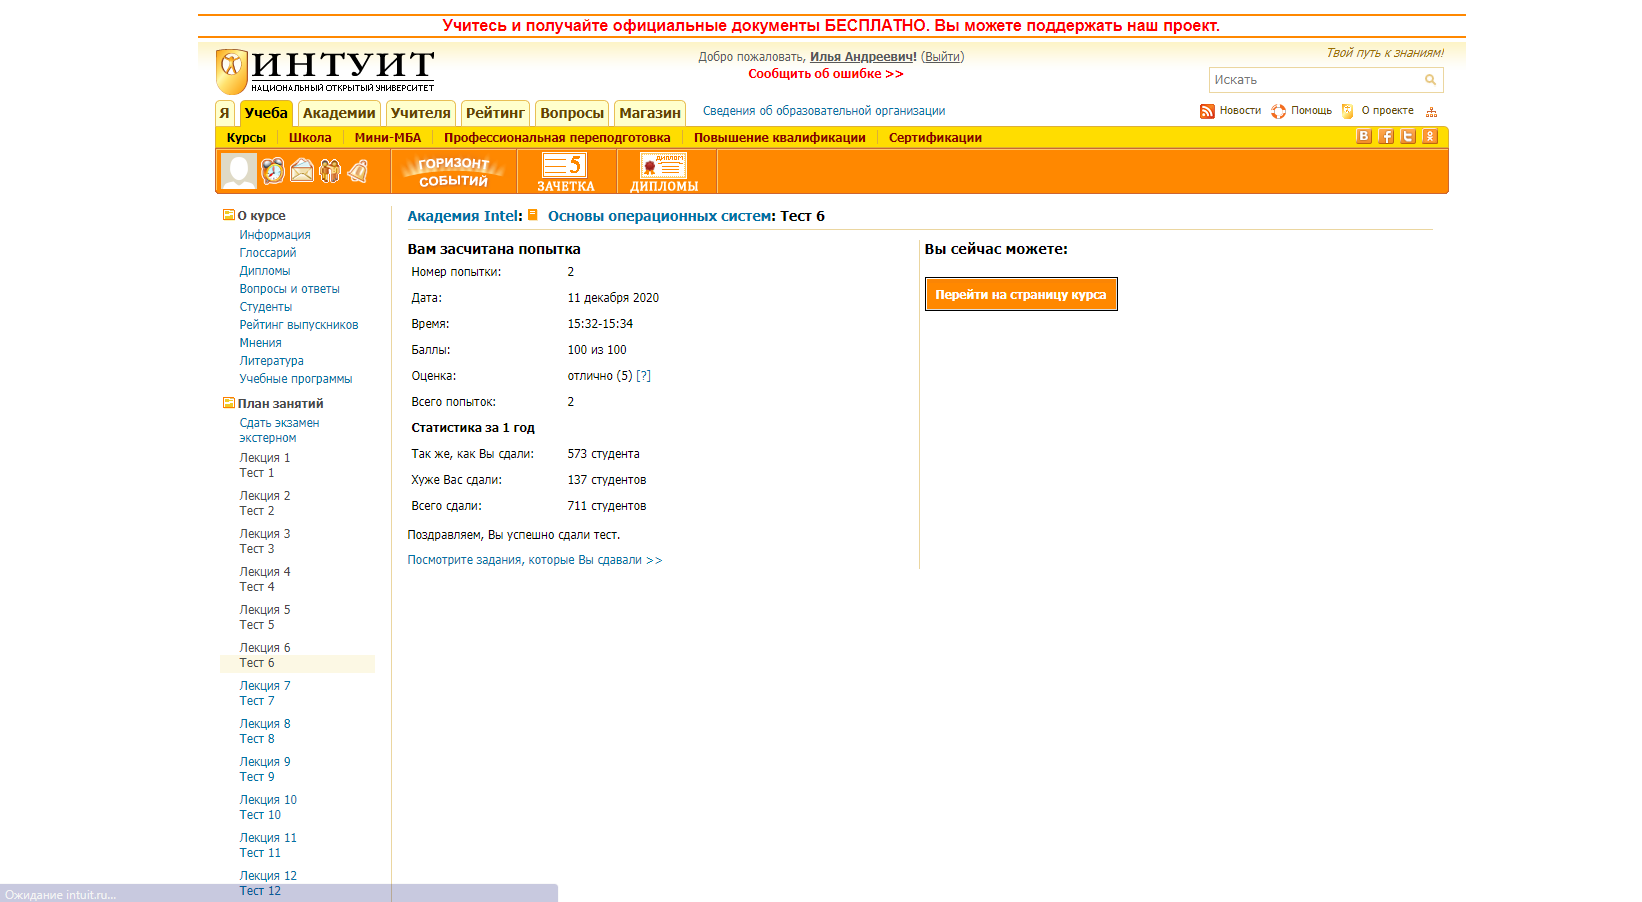 Учитесь и получайте официальные документы БЕСПЛАТНО. Вы можете поддержать наш проект.
ИНТУИТ
НАЦИОНАЛЬНЫЙ ОТКРЫТЫЙ УНИВЕРСИТЕТ
Добро пожаловать, Илья Андреевич! (Выйти)
Сообщить об ошибке >>
Твой путь к знаниям!
Искать
Я Учеба Академии Учителя Рейтинг Вопросы Магазин Сведения об образовательной организации
Новости Помощь О проекте
Курсы Школа Мини-МБА Профессиональная переподготовка Повышение квалификации Сертификации
ГОРИЗОНТ
СОБЫТИЙ
5
ЗАЧЕТКА
ДИПЛОМ
ДИПЛОМЫ
О курсе
Информация
Глоссарий
Дипломы
Вопросы и ответы
Студенты
Рейтинг выпускников
Мнения
Литература
Учебные программы
План занятий
Сдать экзамен
экстерном
Лекция 1
Тест 1
Лекция 2
Тест 2
Лекция 3
Тест 3
Лекция 4
Тест 4
Лекция 5
Тест 5
Лекция 6
Тест 6
Лекция 7
Тест 7
Лекция 8
Тест 8
Лекция 9
Тест 9
Лекция 10
Тест 10
Лекция 11
Тест 11
Лекция 12
Тест 12
Академия Intel: Основы операционных систем: Тест 6
Вам засчитана попытка
Номер попытки: 2
Дата: 11 декабря 2020
Время: 15:32-15:34
Баллы: 100 из 100
Оценка: отлично (5) [?]
Всего попыток: 2
Статистика за 1 год
Так же, как Вы сдали: 573 студента
Хуже Вас сдали: 137 студентов
Всего сдали: 711 студентов
Поздравляем, Вы успешно сдали тест.
Посмотрите задания, которые Вы сдавали >>
Вы сейчас можете:
Перейти на страницу курса
Ожидание intuit.ru...